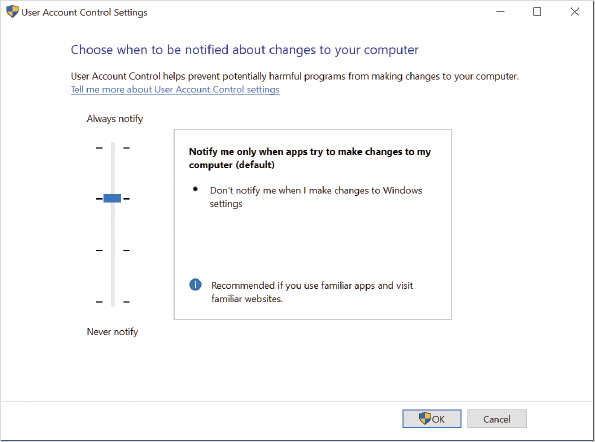 User Account Control Settings
Choose when to be notified about changes to your computer
User Account Control helps prevent potentially harmful programs from making changes to your computer.
Tell me more about User Account Control settings
Always notify
Notify me only when apps try to make changes to my
computer (default)
• Don't notify me when I make changes to Windows
settings
Recommended if you use familiar apps and visit
familiar websites.
Never notify
OK
Cancel